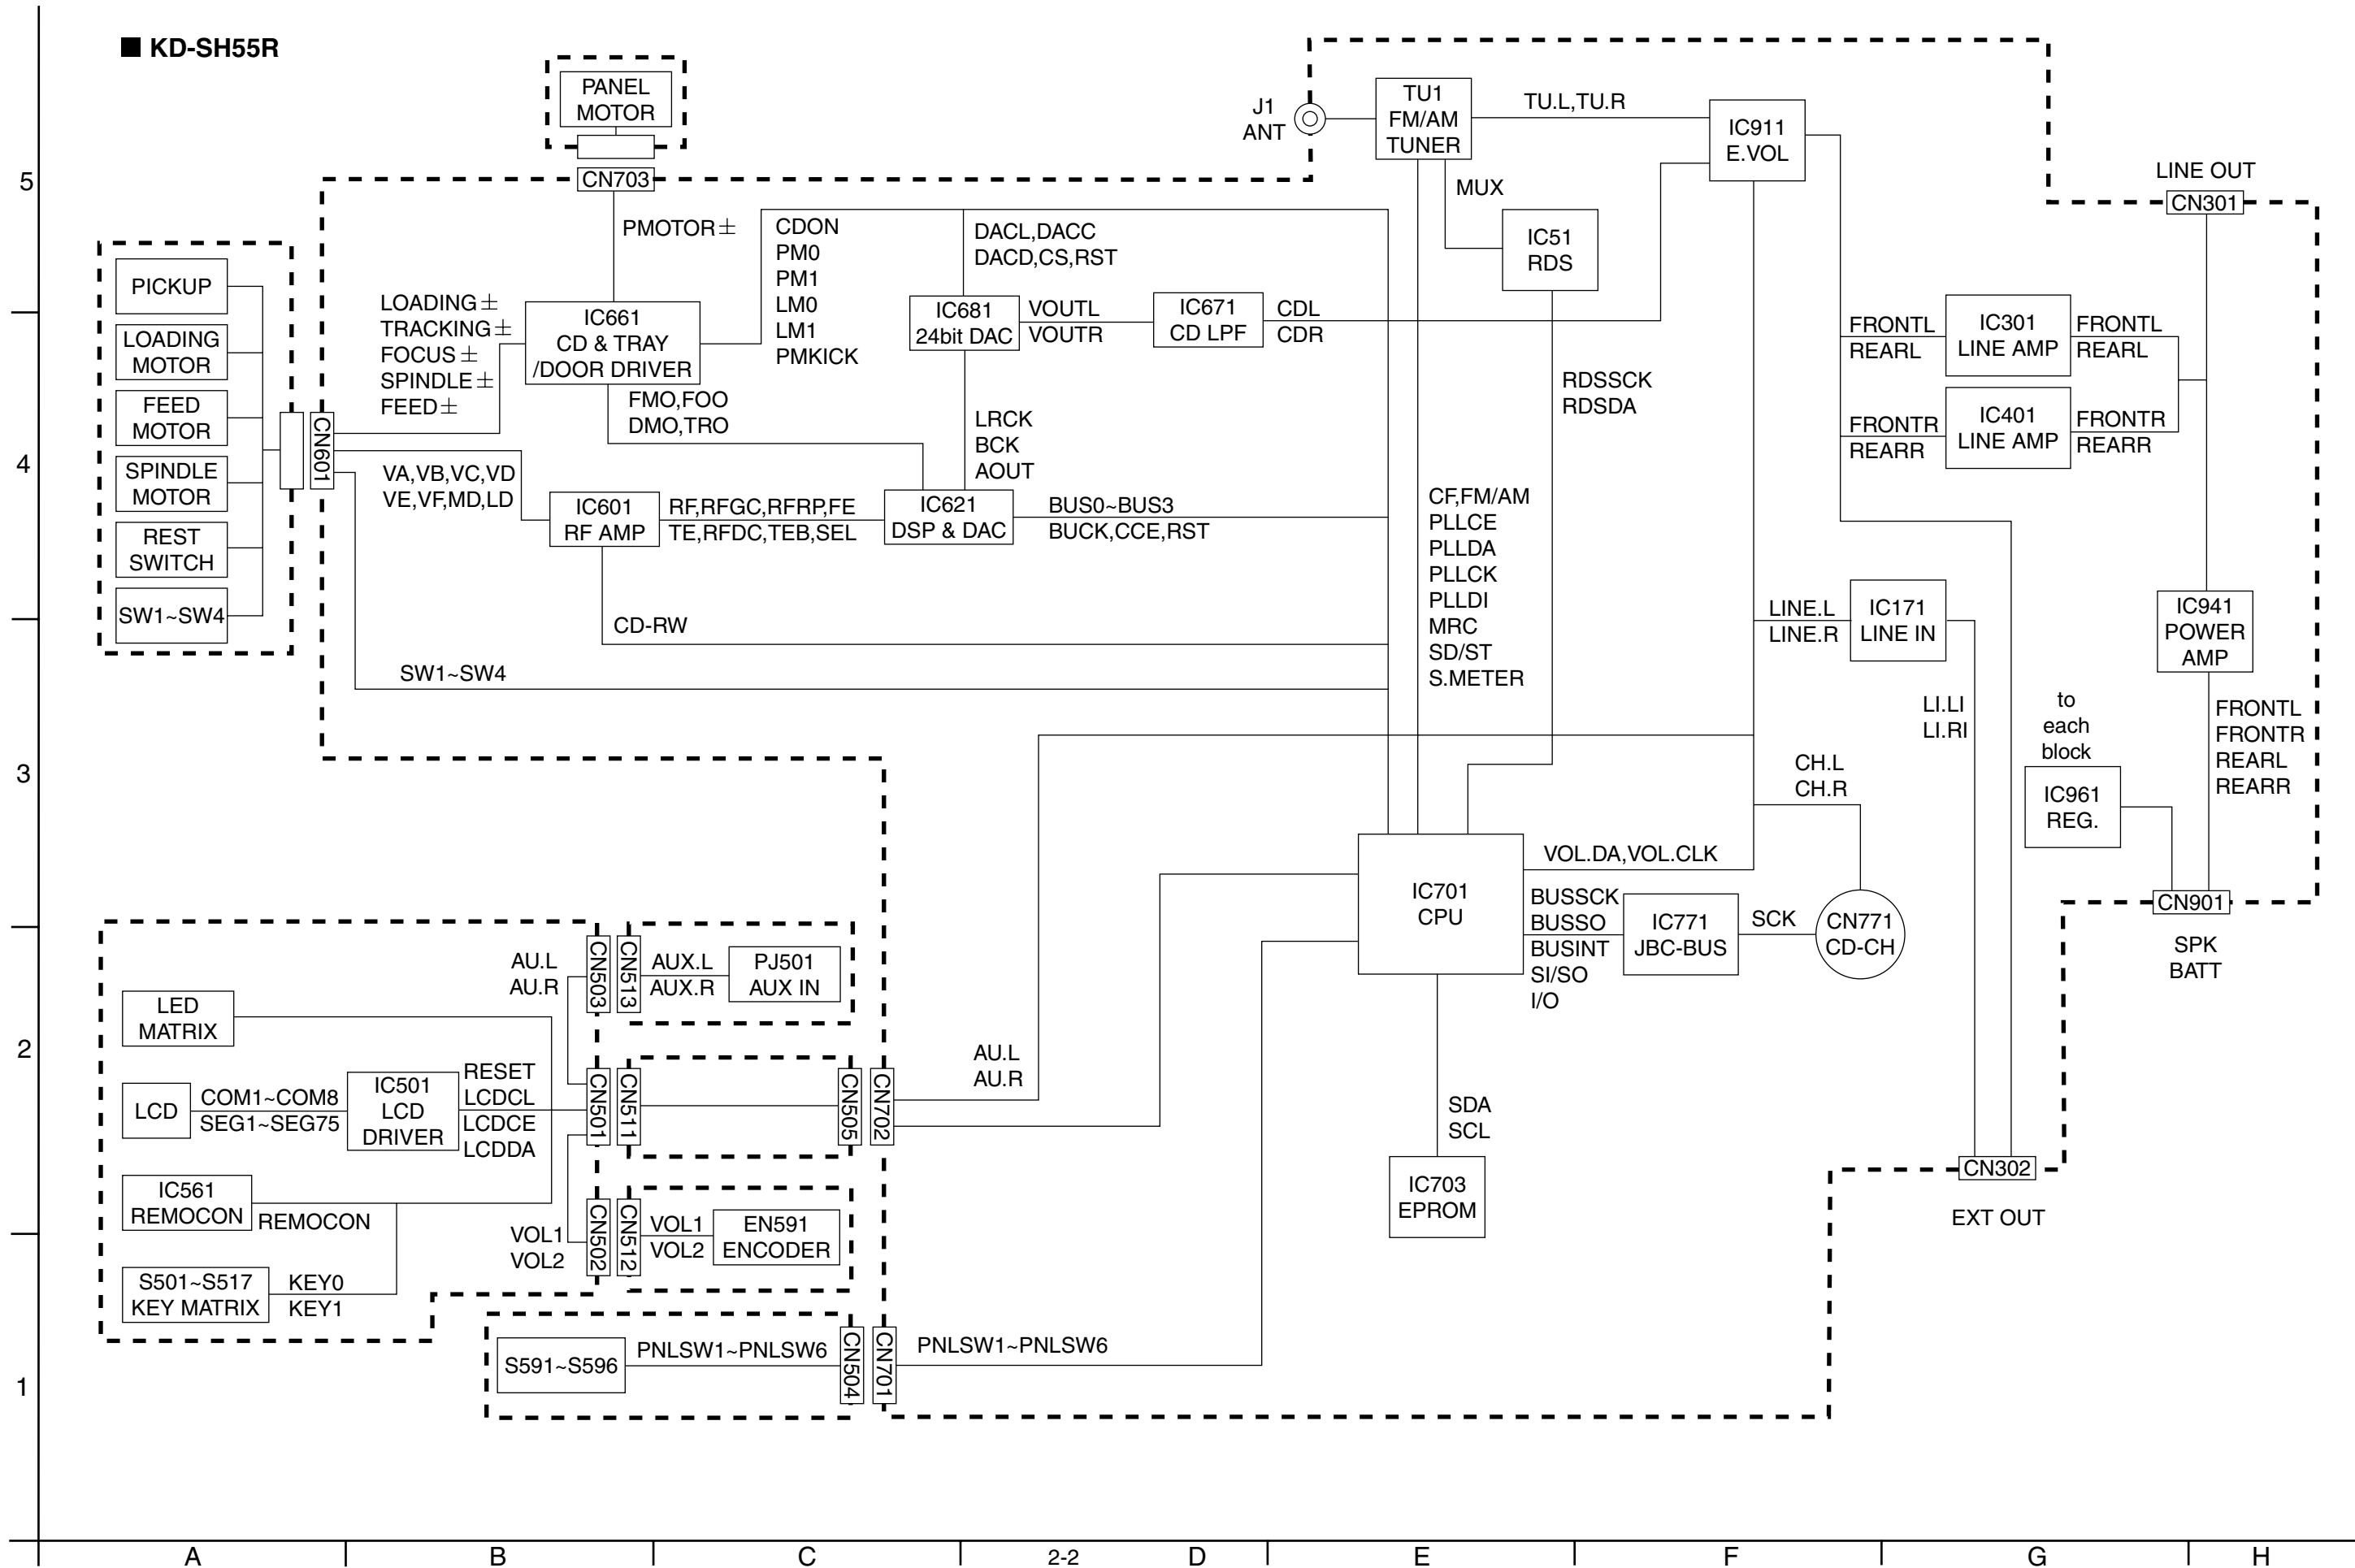 ■ KD-SH55R
PANEL
MOTOR
CN703
PMOTOR±
J1
ANT
TU1
FM/AM
TUNER
TU.L,TU.R
IC911
E.VOL
MUX
IC51
RDS
LINE OUT
CN301
5
PICKUP
LOADING
MOTOR
FEED
MOTOR
SPINDLE
MOTOR
REST
SWITCH
SW1~SW4
CN601
LOADING±
TRACKING±
FOCUS±
SPINDLE±
FEED±
IC661
CD & TRAY
/DOOR DRIVER
CDON
PM0
PM1
LM0
LM1
PMKICK
DACL,DACC
DACD,CS,RST
IC681
24bit DAC
VOUTL
VOUTR
IC671
CD LPF
CDL
CDR
FMO,FOO
DMO,TRO
LRCK
BCK
AOUT
RDSSCK
RDSDA
FRONTL
REARL
IC301
LINE AMP
FRONTL
REARL
FRONTR
REARR
IC401
LINE AMP
FRONTR
REARR
4
VA,VB,VC,VD
VE,VF,MD,LD
IC601
RF AMP
RF,RFGC,RFRP,FE
TE,RFDC,TEB,SEL
IC621
DSP & DAC
BUS0~BUS3
BUCK,CCE,RST
CF,FM/AM
PLLCE
PLLDA
PLLCK
PLLDI
MRC
SD/ST
S.METER
CD-RW
SW1~SW4
LINE.L
LINE.R
IC171
LINE IN
IC941
POWER
AMP
LI.LI
LI.RI
to
each
block
IC961
REG.
FRONTL
FRONTR
REARL
REARR
3
CH.L
CH.R
IC701
CPU
VOL.DA,VOL.CLK
BUSSCK
BUSSO
BUSINT
SI/SO
I/O
IC771
JBC-BUS
SCK
CN771
CD-CH
CN901
SPK
BATT
AU.L
AU.R
CN503
CN513
AUX.L
AUX.R
PJ501
AUX IN
LED
MATRIX
2
LCD
COM1~COM8
SEG1~SEG75
IC501
LCD
DRIVER
RESET
LCDCL
LCDCE
LCDDA
CN501
CN511
CN505
CN702
AU.L
AU.R
SDA
SCL
IC703
EPROM
CN302
EXT OUT
IC561
REMOCON
REMOCON
VOL1
VOL2
CN502
CN512
VOL1
VOL2
EN591
ENCODER
S501~S517
KEY MATRIX
KEY0
KEY1
S591~S596
PNLSW1~PNLSW6
CN504
CN701
PNLSW1~PNLSW6
1
A
B
C
2-2
D
E
F
G
H